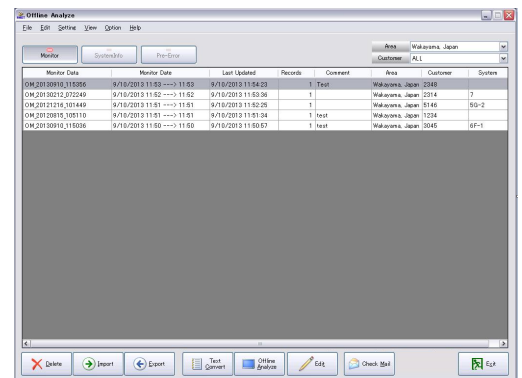 Offline Analyze
File Edit Setting View Option Help
Monitor SystemInfo Pre-Error
Area Wakayama, Japan
Customer ALL
Monitor Data Monitor Date Last Updated Records Comment Area Customer System
OM_20130910_115356 9/10/2013 11:53 ---> 11:53 9/10/2013 11:54:23 1 Test Wakayama, Japan 2348
OM_20130212_072249 9/10/2013 11:52 ---> 11:52 9/10/2013 11:53:36 1 Wakayama, Japan 2314 7
OM_20121216_101449 9/10/2013 11:51 ---> 11:51 9/10/2013 11:52:25 1 Wakayama, Japan 5146 5G-2
OM_20120815_105110 9/10/2013 11:51 ---> 11:51 9/10/2013 11:51:34 1 test Wakayama, Japan 1234
OM_20130910_115036 9/10/2013 11:50 ---> 11:50 9/10/2013 11:50:57 1 test Wakayama, Japan 3045 6F-1
Delete Import Export Text Convert Offline Analyze Edit Check Mail Exit